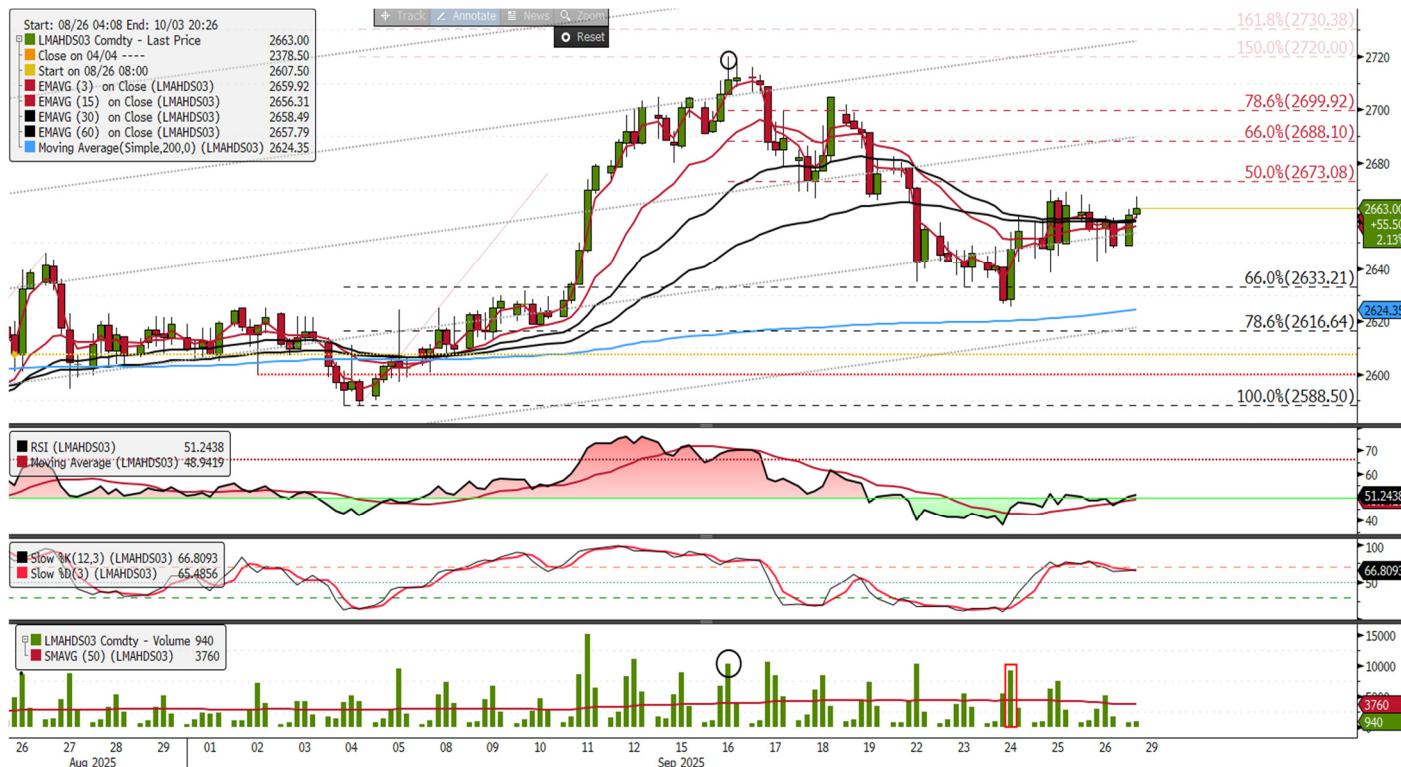 Start: 08/26 04:08 End: 10/03 20:26
LMAHDS03 Comdty - Last Price 2663.00
Close on 04/04 ---- 2378.50
Start on 08/26 08:00 2607.50
EMAVG (3) on Close (LMAHDS03) 2659.92
EMAVG (15) on Close (LMAHDS03) 2656.31
EMAVG (30) on Close (LMAHDS03) 2658.49
EMAVG (60) on Close (LMAHDS03) 2657.79
Moving Average(Simple,200,0) (LMAHDS03) 2624.35
Track Annotate News Zoom
Reset
161.8%(2730.38)
150.0%(2720.00)
2720
78.6%(2699.92)
2700
66.0%(2688.10)
2680
50.0%(2673.08)
2663.00
+55.50
2.13%
2640
66.0%(2633.21)
2624.35
2620
78.6%(2616.64)
2600
100.0%(2588.50)
RSI (LMAHDS03) 51.2438
Moving Average (LMAHDS03) 48.9419
70
60
51.2438
40
Slow %K(12,3) (LMAHDS03) 66.8093
Slow %D(3) (LMAHDS03) 65.4856
100
66.8093
50
LMAHDS03 Comdty - Volume 940
SMAVG (50) (LMAHDS03) 3760
15000
10000
3760
940
26 27 28 29 01 02 03 04 05 08 09 10 11 12 15 16 17 18 19 22 23 24 25 26 29
Aug 2025 Sep 2025